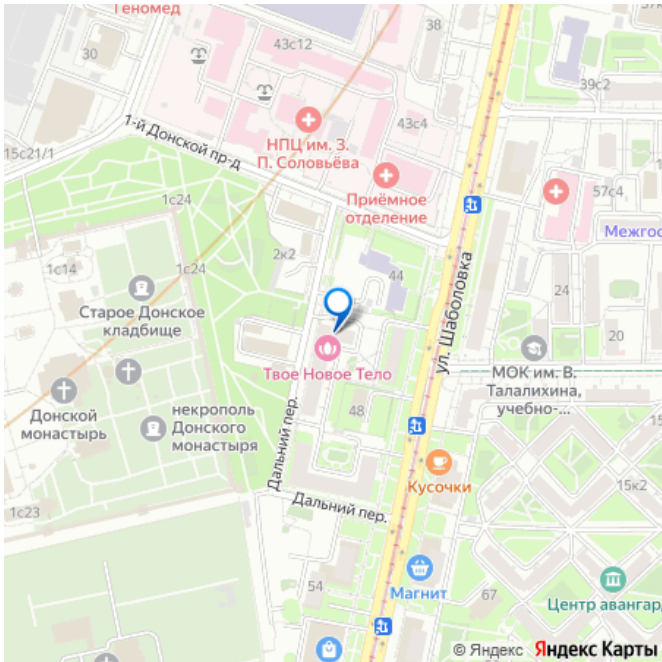 Геномед
43с12
38
30
39с2
1-й Донской пр-д
НПЦ им. З.
П. Соловьёва
43с4
15с21/1
Приёмное
отделение
57с4
1с24
Межгос
2к2
ул. Шаболовка
1с14
1с24
44
24
Старое Донское
кладбище
20
Твое Новое Тело
МОК им. В.
Талалихина,
учебно-...
Донской
монастырь
некрополь
Донского
монастыря
48
Дальний пер.
Кусочки
15к2
1с23
Дальний пер.
54
Магнит
67
Центр авангард
© Яндекс Яндекс Карты